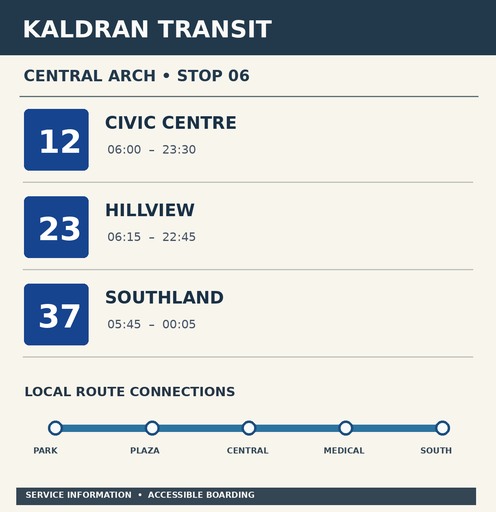 KALDRAN TRANSIT
CENTRAL ARCH • STOP 06
12
CIVIC CENTRE
06:00 – 23:30
23
HILLVIEW
06:15 – 22:45
37
SOUTHLAND
05:45 – 00:05
LOCAL ROUTE CONNECTIONS
PARK PLAZA CENTRAL MEDICAL SOUTH
SERVICE INFORMATION • ACCESSIBLE BOARDING